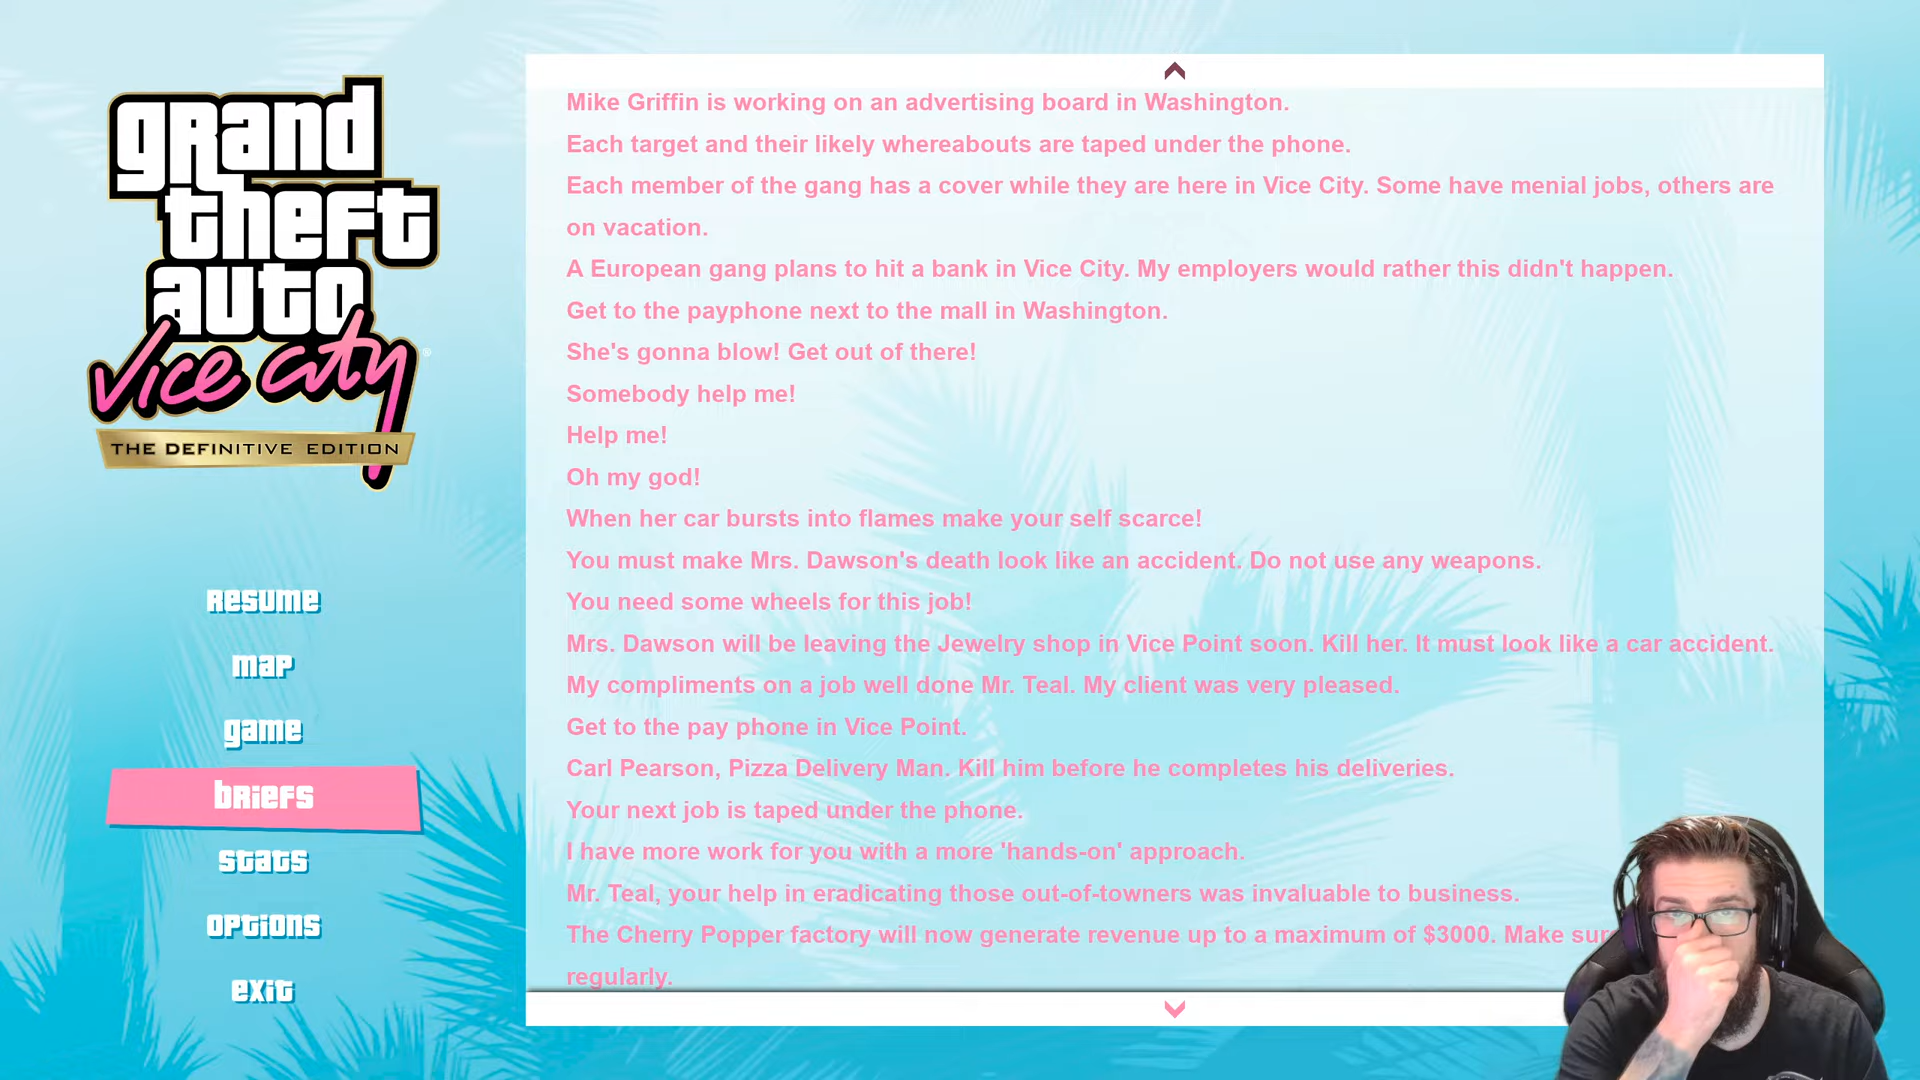 grand
theft
auto
vice city
®
THE DEFINITIVE EDITION
resume
map
game
briefs
stats
options
exit
Mike Griffin is working on an advertising board in Washington.
Each target and their likely whereabouts are taped under the phone.
Each member of the gang has a cover while they are here in Vice City. Some have menial jobs, others are
on vacation.
A European gang plans to hit a bank in Vice City. My employers would rather this didn't happen.
Get to the payphone next to the mall in Washington.
She's gonna blow! Get out of there!
Somebody help me!
Help me!
Oh my god!
When her car bursts into flames make your self scarce!
You must make Mrs. Dawson's death look like an accident. Do not use any weapons.
You need some wheels for this job!
Mrs. Dawson will be leaving the Jewelry shop in Vice Point soon. Kill her. It must look like a car accident.
My compliments on a job well done Mr. Teal. My client was very pleased.
Get to the pay phone in Vice Point.
Carl Pearson, Pizza Delivery Man. Kill him before he completes his deliveries.
Your next job is taped under the phone.
I have more work for you with a more 'hands-on' approach.
Mr. Teal, your help in eradicating those out-of-towners was invaluable to business.
The Cherry Popper factory will now generate revenue up to a maximum of $3000. Make
regularly.